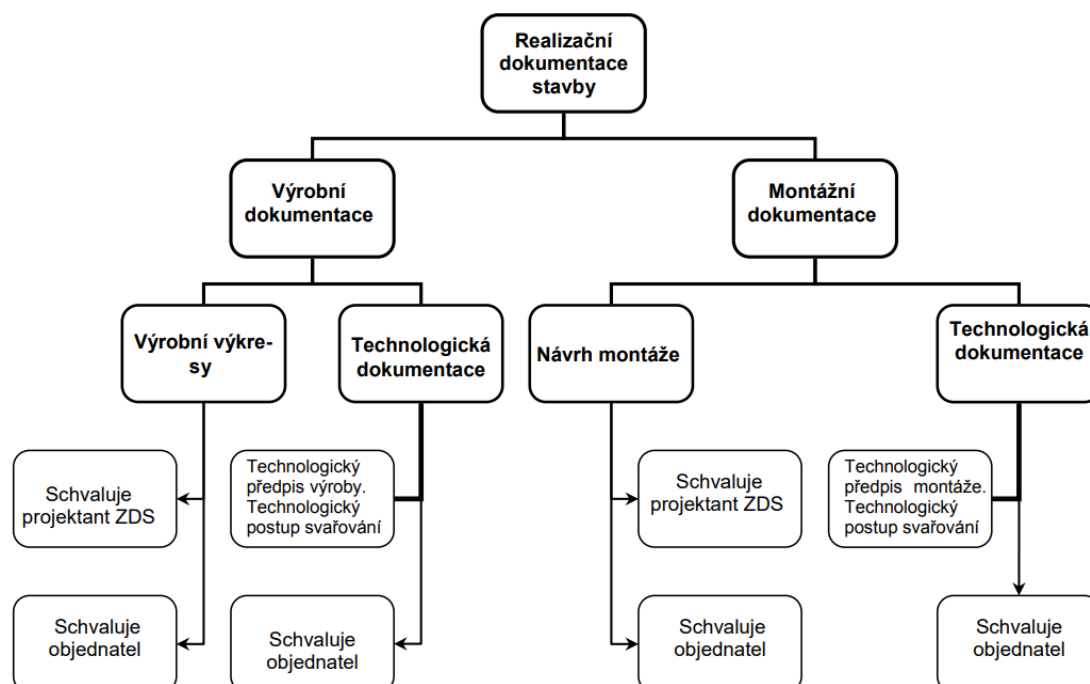 Realizační
dokumentace
stavby
Výrobní
dokumentace
Montážní
dokumentace
Výrobní výkre-
sy
Technologická
dokumentace
Návrh montáže
Technologická
dokumentace
Schvaluje
projektant ZDS
Technologický
předpis výroby.
Technologický
postup svařování
Schvaluje
projektant ZDS
Technologický
předpis montáže.
Technologický
postup svařování
Schvaluje
objednatel
Schvaluje
objednatel
Schvaluje
objednatel
Schvaluje
objednatel